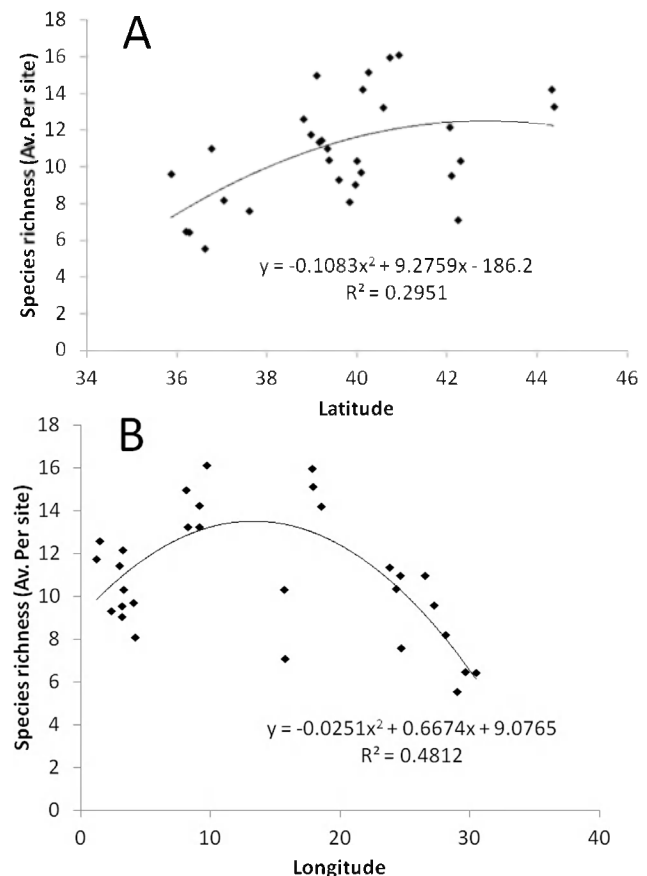 A
18
16
14
12
10
8
6
4
2
0
Species richness (Av. Per site)
y = -0.1083x² + 9.2759x - 186.2
R² = 0.2951
34 36 38 40 42 44 46
Latitude
B
18
16
14
12
10
8
6
4
2
0
Species richness (Av. Per site)
y = -0.0251x² + 0.6674x + 9.0765
R² = 0.4812
0 10 20 30 40
Longitude